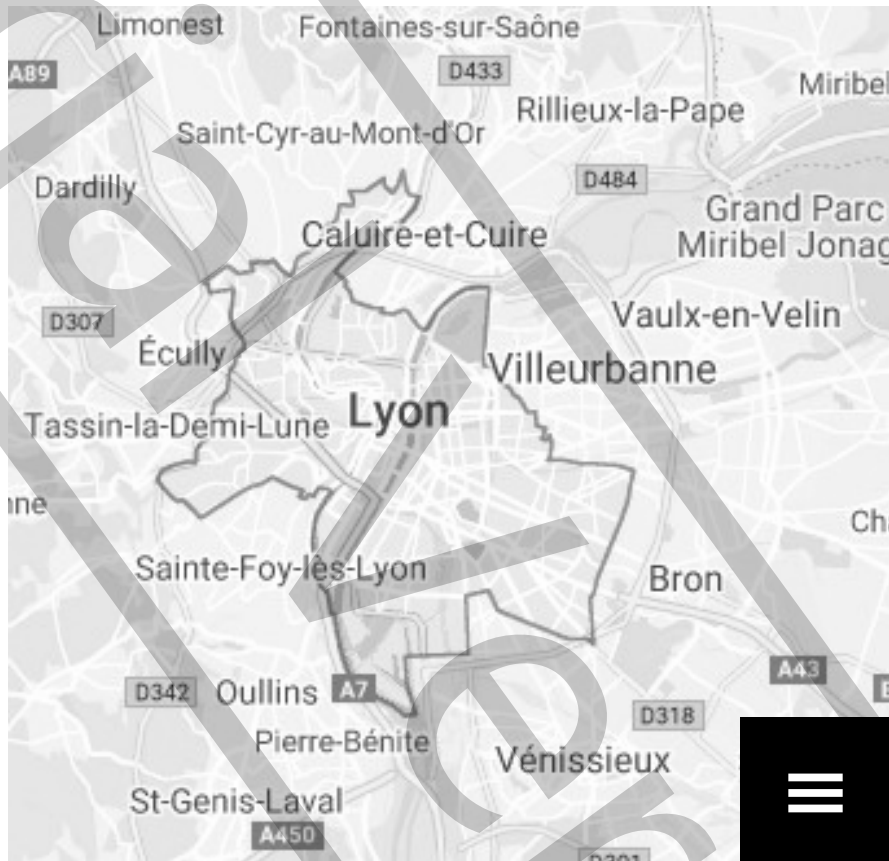 Limonest
Fontaines-sur-Saône
A89
D433
Miribel
Rillieux-la-Pape
Saint-Cyr-au-Mont-d'Or
Dardilly
D484
Grand Parc
Miribel Jonag
Caluire-et-Cuire
D307
Vaulx-en-Velin
Écully
Villeurbanne
Lyon
Tassin-la-Demi-Lune
nne
Ch
Sainte-Foy-lès-Lyon
Bron
A43
D342
Oullins
A7
D318
Pierre-Bénite
Vénissieux
St-Genis-Laval
A450